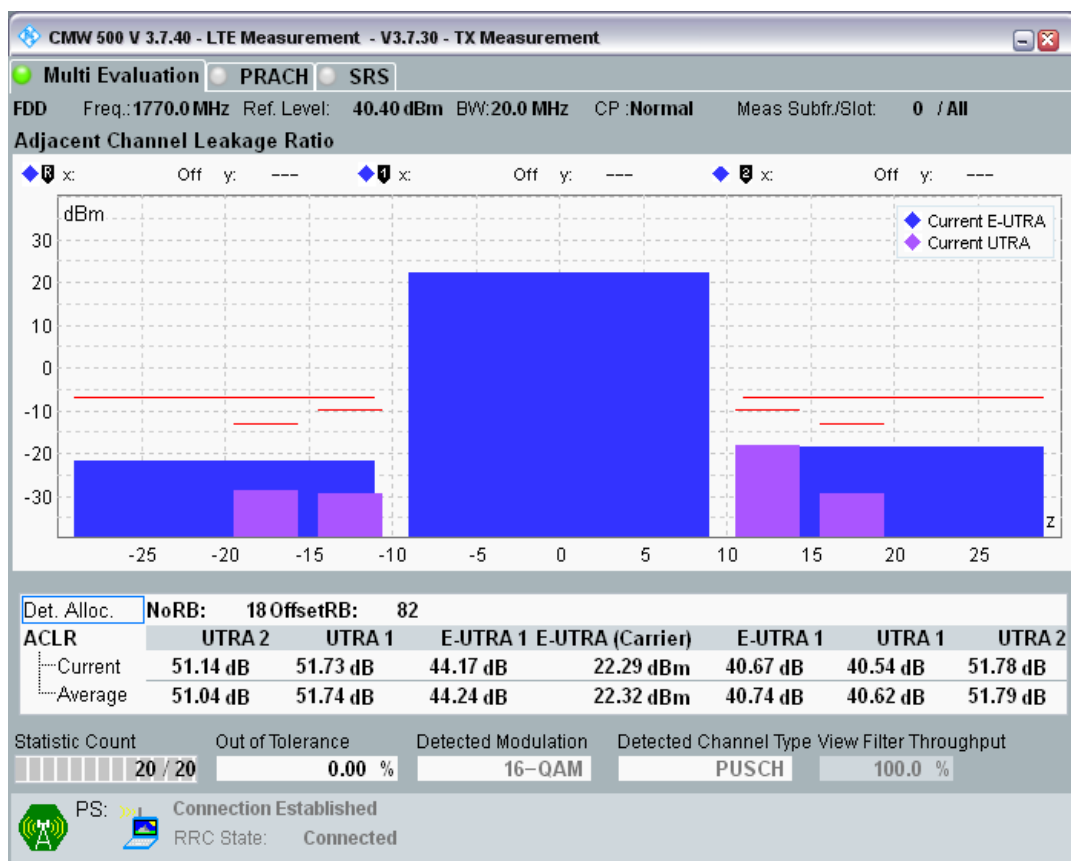 CMW 500 V 3.7.40 - LTE Measurement - V3.7.30 - TX Measurement
Multi Evaluation PRACH SRS
FDD Freq.: 1770.0 MHz Ref. Level: 40.40 dBm BW: 20.0 MHz CP : Normal Meas Subfr./Slot: 0 / All
Adjacent Channel Leakage Ratio
R x: Off y: --- 1 x: Off y: --- 2 x: Off y: ---
dBm
Current E-UTRA
Current UTRA
30
20
10
0
-10
-20
-30
z
-25 -20 -15 -10 -5 0 5 10 15 20 25
Det. Alloc. NoRB: 18 OffsetRB: 82
ACLR UTRA 2 UTRA 1 E-UTRA 1 E-UTRA (Carrier) E-UTRA 1 UTRA 1 UTRA 2
Current 51.14 dB 51.73 dB 44.17 dB 22.29 dBm 40.67 dB 40.54 dB 51.78 dB
Average 51.04 dB 51.74 dB 44.24 dB 22.32 dBm 40.74 dB 40.62 dB 51.79 dB
Statistic Count Out of Tolerance Detected Modulation Detected Channel Type View Filter Throughput
20 / 20 0.00 % 16-QAM PUSCH 100.0 %
PS: Connection Established
RRC State: Connected